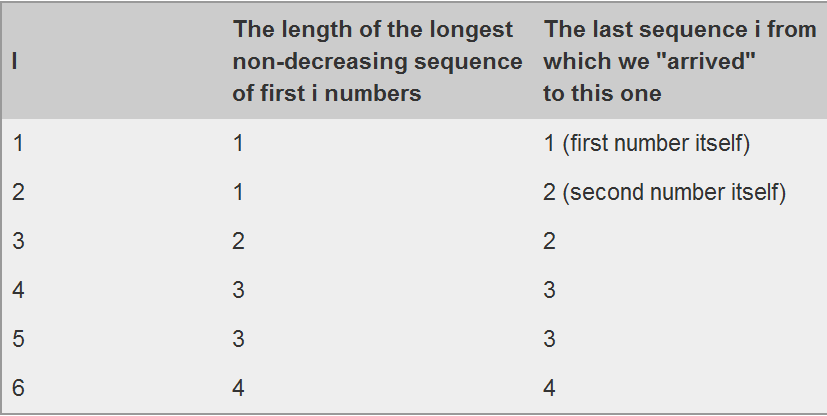 I The length of the longest The last sequence i from
non-decreasing sequence which we "arrived"
of first i numbers to this one
1 1 1 (first number itself)
2 1 2 (second number itself)
3 2 2
4 3 3
5 3 3
6 4 4